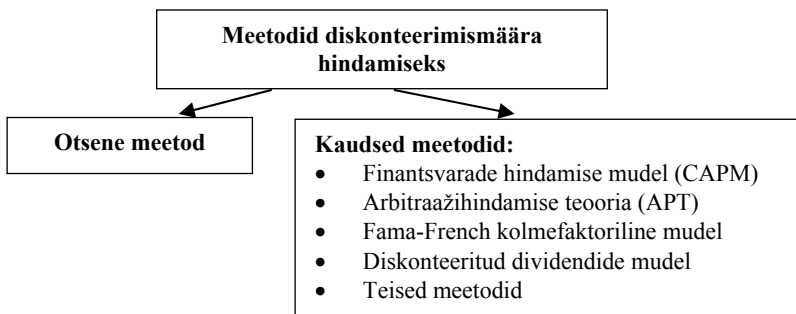 Meetodid diskonteerimismäära
hindamiseks
Otsene meetod
Kaudsed meetodid:
• Finantsvarade hindamise mudel (CAPM)
• Arbitraažihindamise teooria (APT)
• Fama-French kolmefaktoriline mudel
• Diskonteeritud dividendide mudel
• Teised meetodid